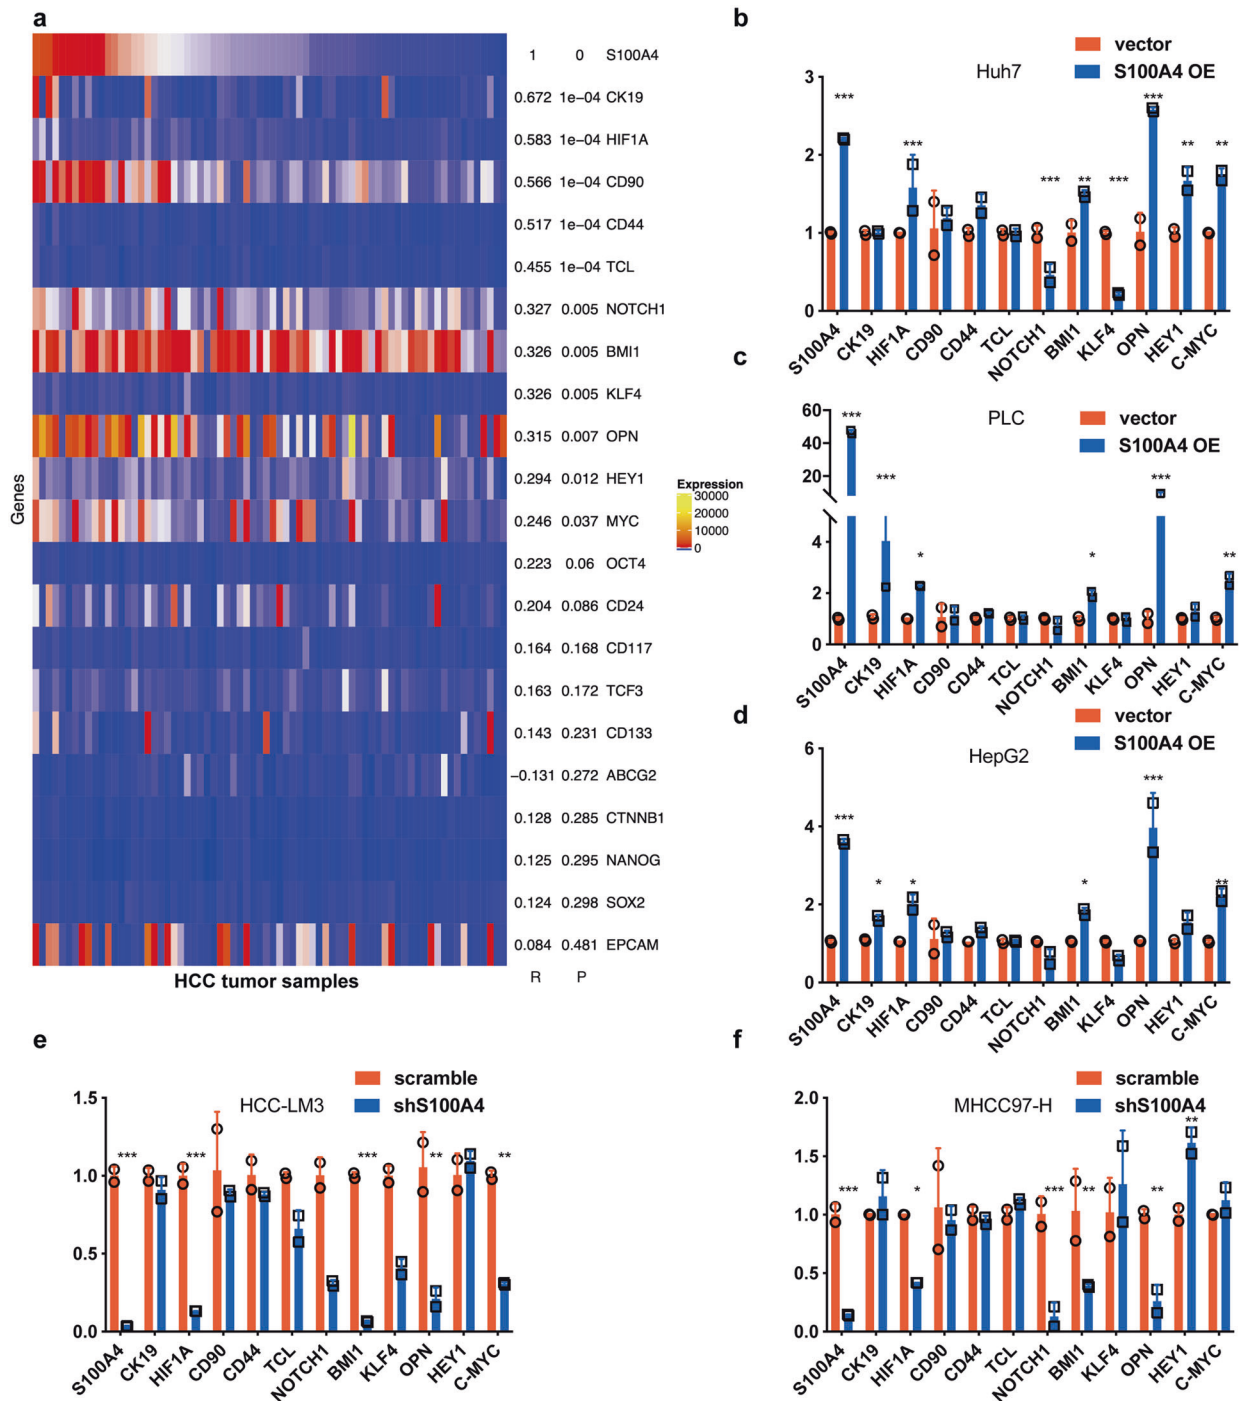 a
1 0 S100A4
0.672 1e−04 CK19
0.583 1e−04 HIF1A
0.566 1e−04 CD90
0.517 1e−04 CD44
0.455 1e−04 TCL
0.327 0.005 NOTCH1
0.326 0.005 BMI1
0.326 0.005 KLF4
0.315 0.007 OPN
0.294 0.012 HEY1
0.246 0.037 MYC
0.223 0.06 OCT4
0.204 0.086 CD24
0.164 0.168 CD117
0.163 0.172 TCF3
0.143 0.231 CD133
−0.131 0.272 ABCG2
0.128 0.285 CTNNB1
0.125 0.295 NANOG
0.124 0.298 SOX2
0.084 0.481 EPCAM
R P
Genes
HCC tumor samples
Expression
30000
20000
10000
0
b
vector
S100A4 OE
Huh7
3
2
1
0
*** *** *** ** *** *** ** **
S100A4 CK19 HIF1A CD90 CD44 TCL NOTCH1 BMI1 KLF4 OPN HEY1 C-MYC
c
vector
S100A4 OE
PLC
60
40
20
4
2
0
*** *** * * *** **
S100A4 CK19 HIF1A CD90 CD44 TCL NOTCH1 BMI1 KLF4 OPN HEY1 C-MYC
d
vector
S100A4 OE
HepG2
6
4
2
0
*** * * * *** **
S100A4 CK19 HIF1A CD90 CD44 TCL NOTCH1 BMI1 KLF4 OPN HEY1 C-MYC
e
scramble
shS100A4
HCC-LM3
1.5
1.0
0.5
0.0
*** *** *** ** **
S100A4 CK19 HIF1A CD90 CD44 TCL NOTCH1 BMI1 KLF4 OPN HEY1 C-MYC
f
scramble
shS100A4
MHCC97-H
2.0
1.5
1.0
0.5
0.0
*** * *** ** ** **
S100A4 CK19 HIF1A CD90 CD44 TCL NOTCH1 BMI1 KLF4 OPN HEY1 C-MYC